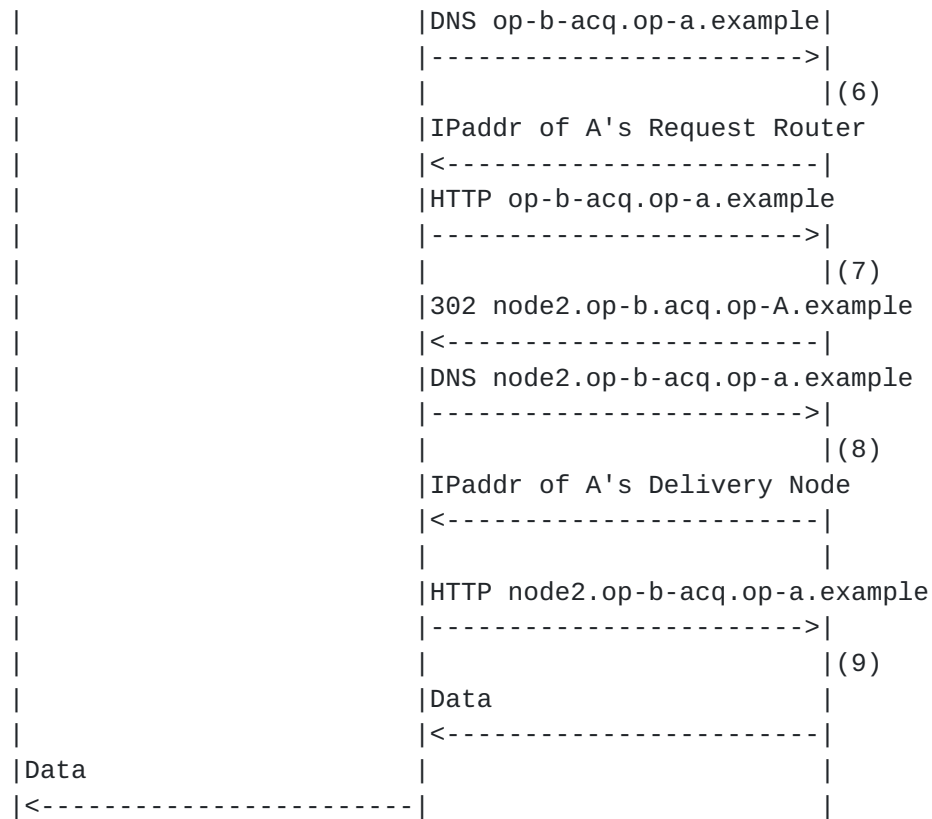 |                         |DNS op-b-acq.op-a.example|
|                         |------------------------>|
|                         |                         |(6)
|                         |IPaddr of A's Request Router
|                         |<------------------------|
|                         |HTTP op-b-acq.op-a.example
|                         |------------------------>|
|                         |                         |(7)
|                         |302 node2.op-b.acq.op-A.example
|                         |<------------------------|
|                         |DNS node2.op-b-acq.op-a.example
|                         |------------------------>|
|                         |                         |(8)
|                         |IPaddr of A's Delivery Node
|                         |<------------------------|
|                         |                         |
|                         |HTTP node2.op-b-acq.op-a.example
|                         |------------------------>|
|                         |                         |(9)
|                         |Data                     |
|                         |<------------------------|
|Data                     |                         |
|<------------------------|                         |